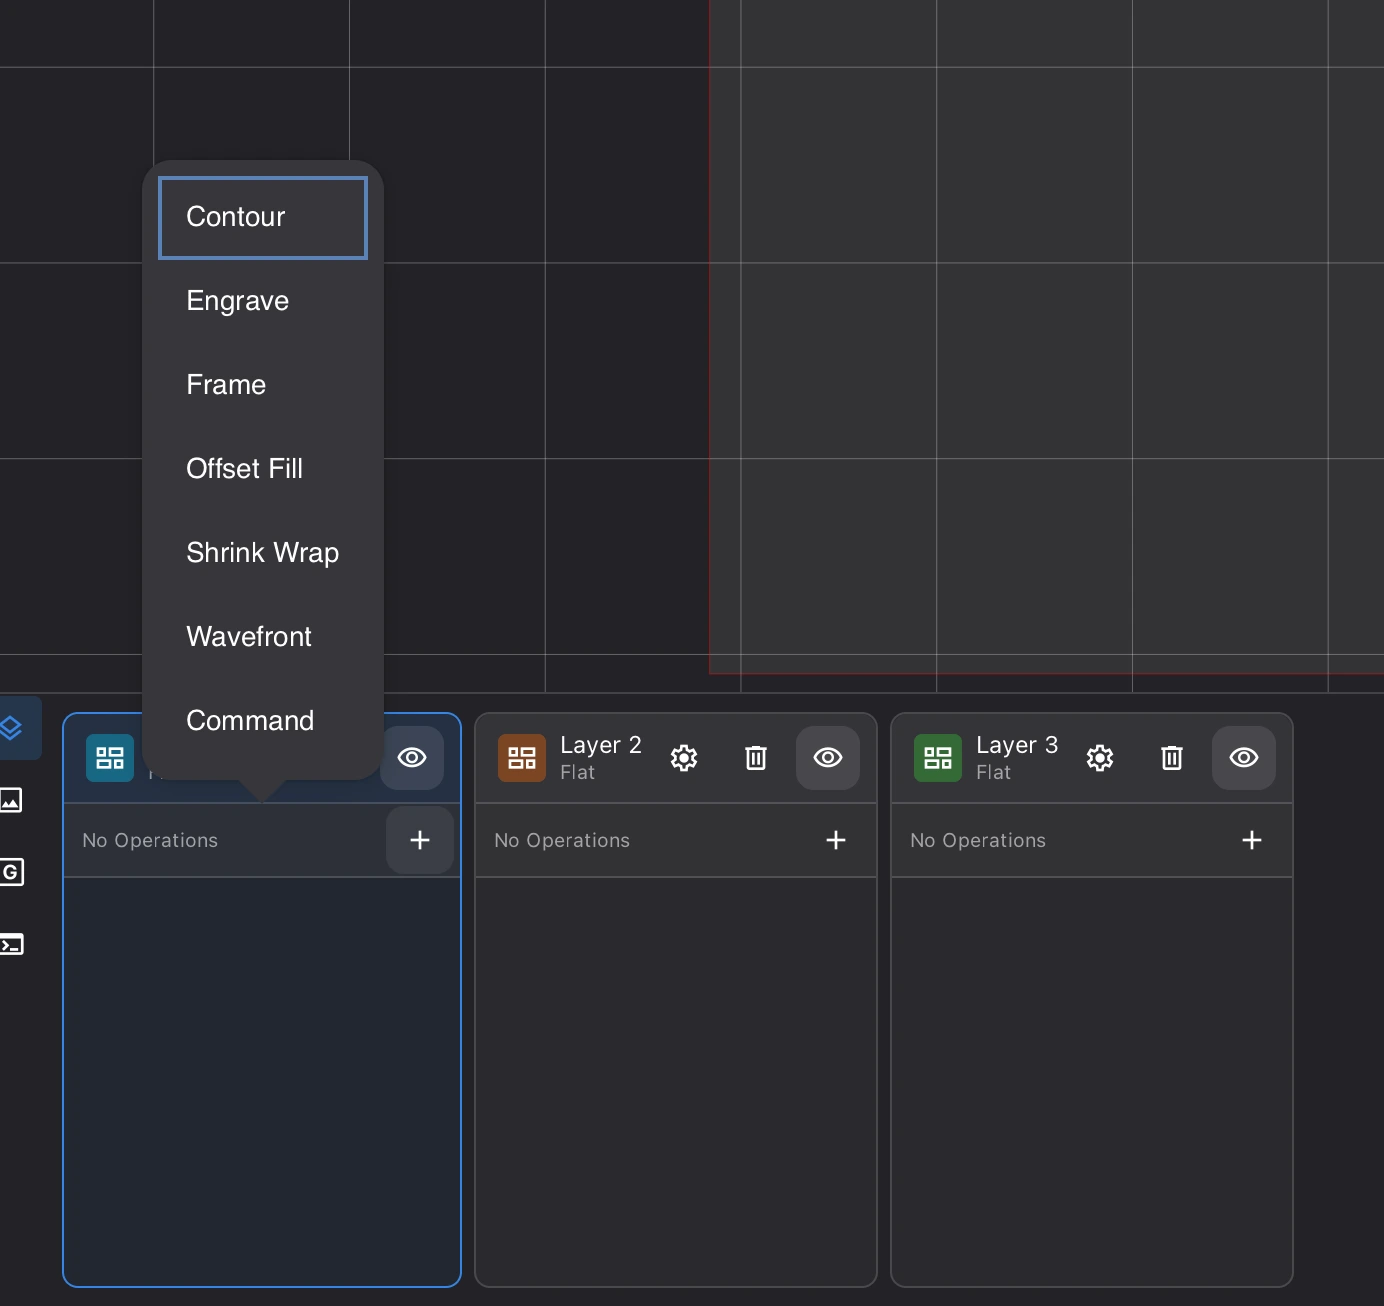 Contour
Engrave
Frame
Offset Fill
Shrink Wrap
Wavefront
Command
Layer 2
Flat
Layer 3
Flat
No Operations
No Operations
No Operations
G